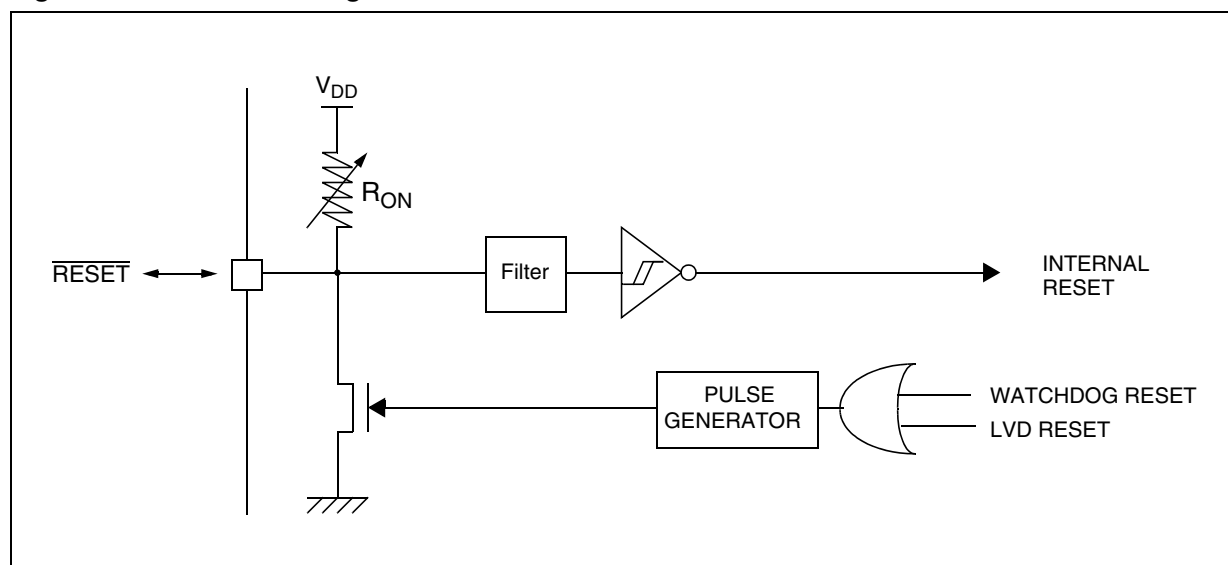 V_DD
R_ON
RESET
Filter
INTERNAL
RESET
PULSE
GENERATOR
WATCHDOG RESET
LVD RESET